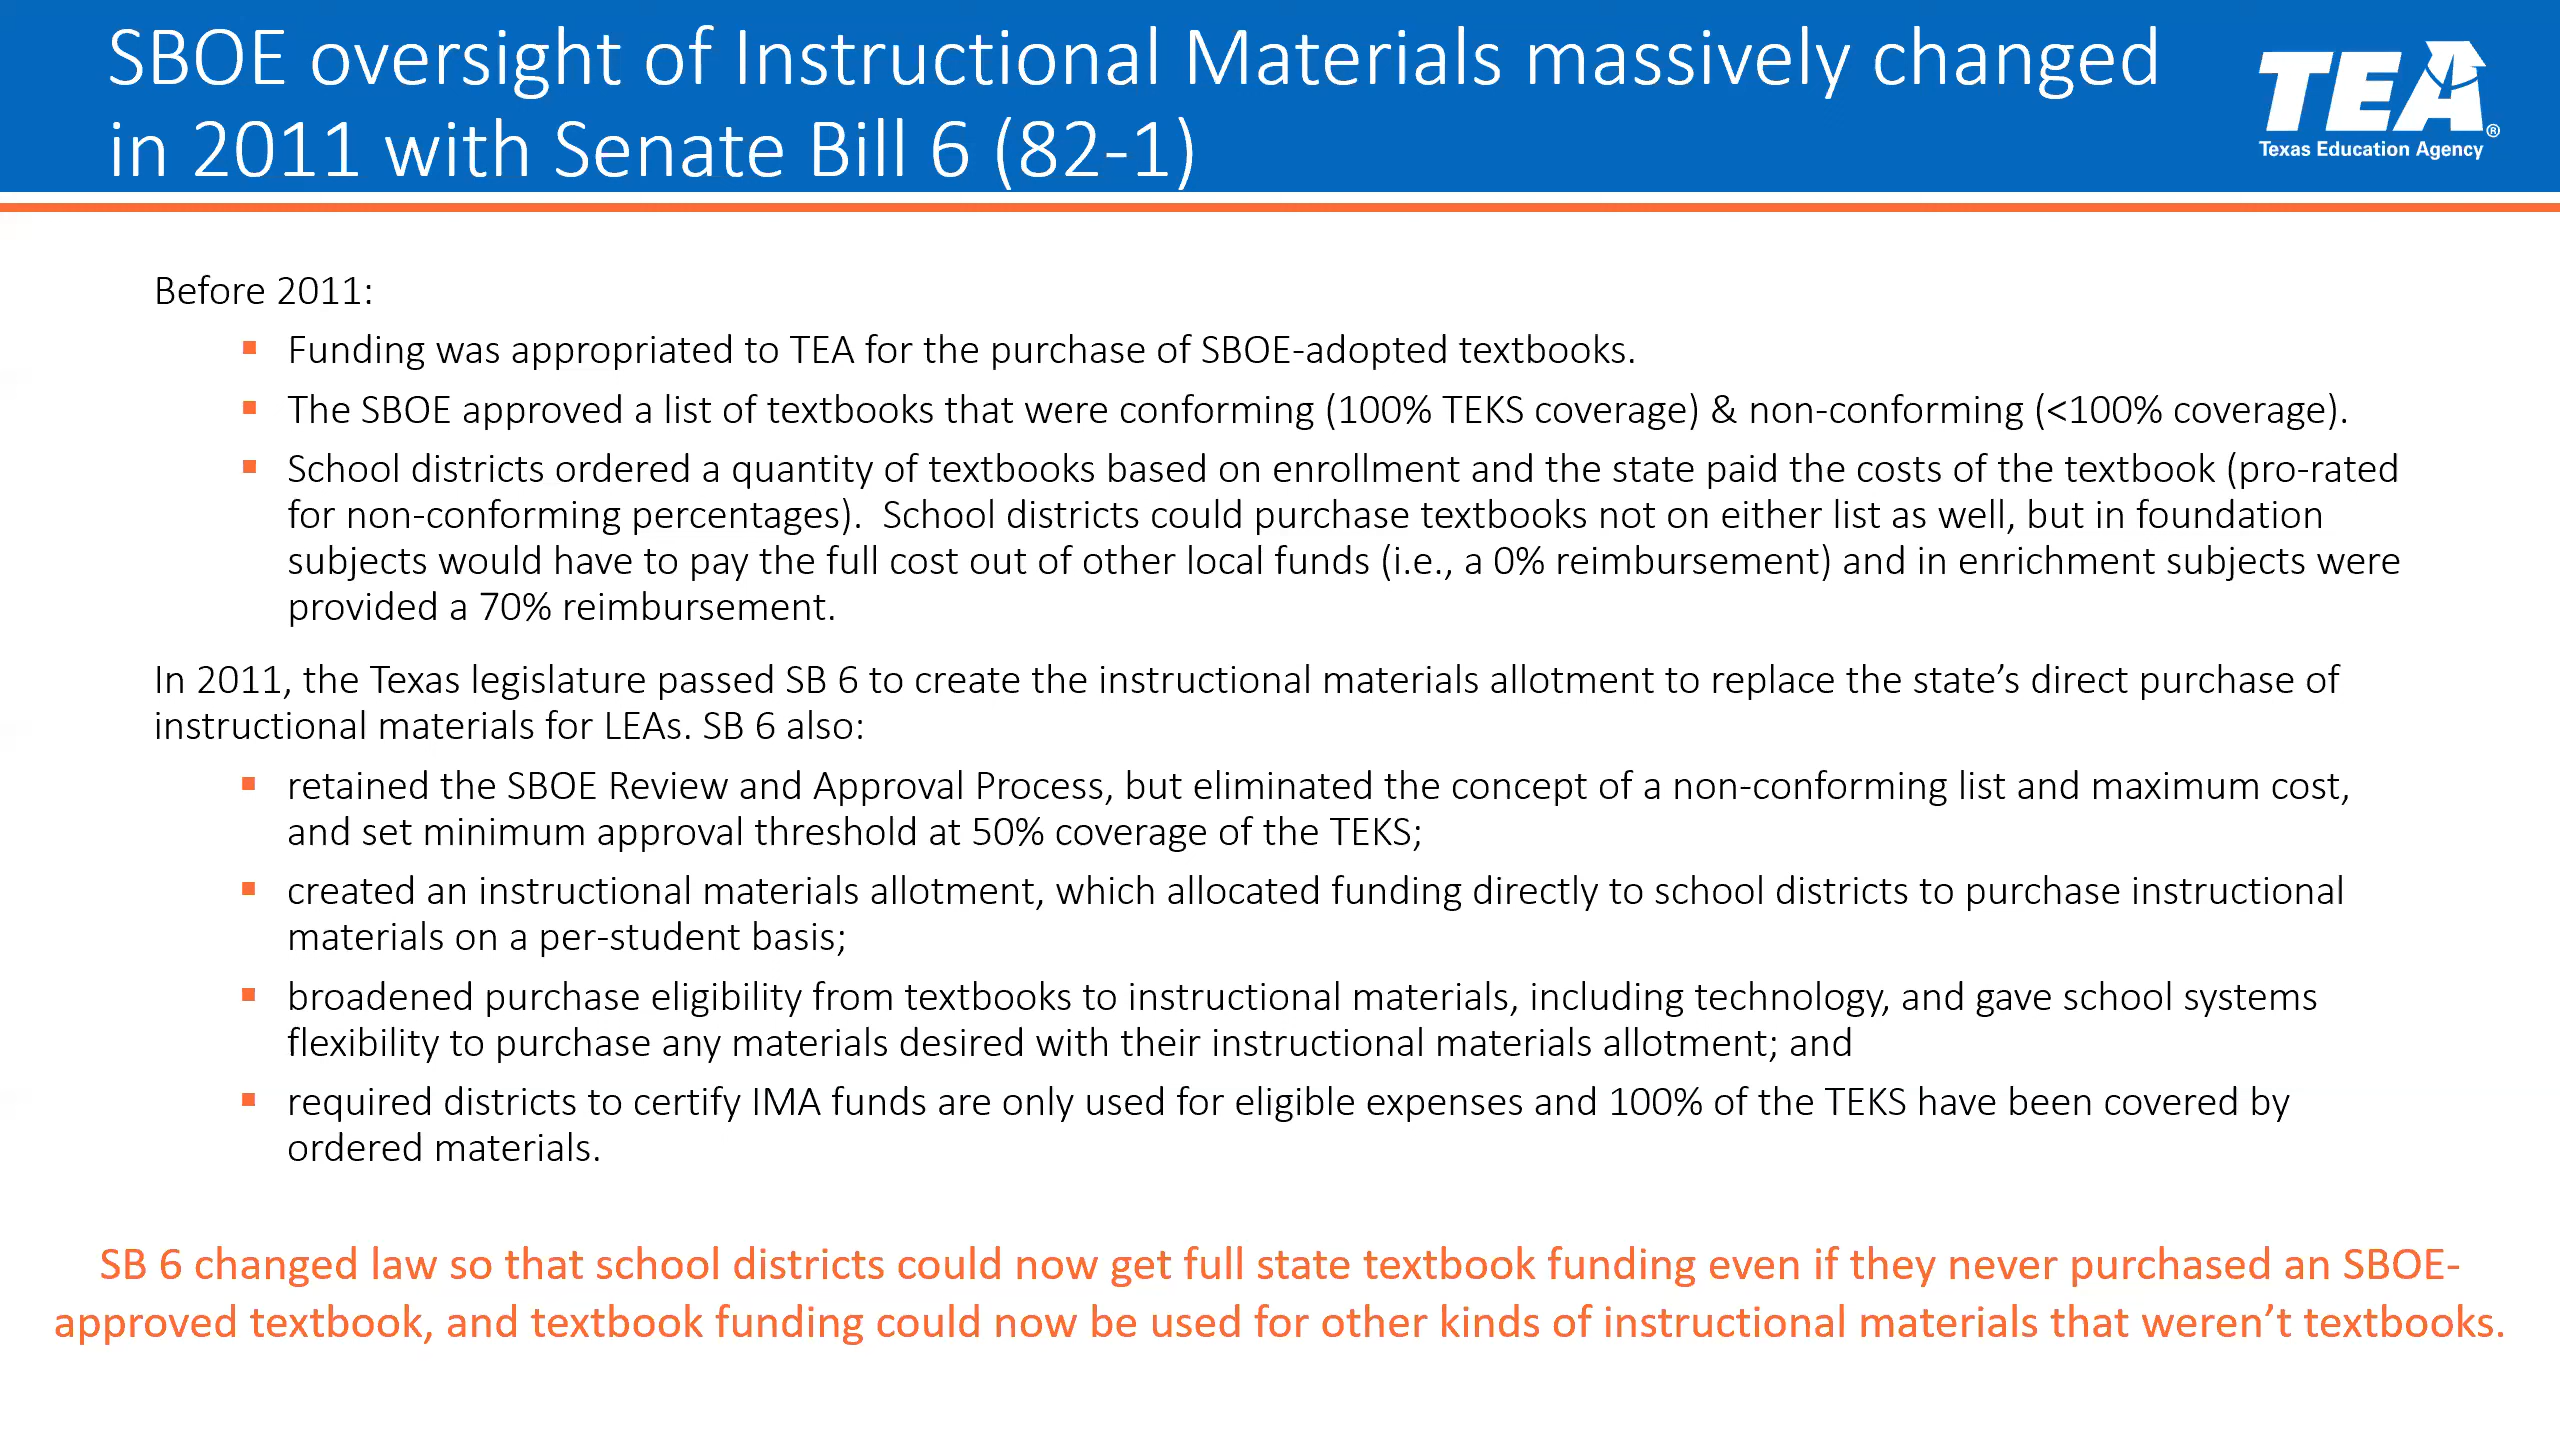 SBOE oversight of Instructional Materials massively changed
in 2011 with Senate Bill 6 (82-1)
TEA®
Texas Education Agency
Before 2011:
▪ Funding was appropriated to TEA for the purchase of SBOE-adopted textbooks.
▪ The SBOE approved a list of textbooks that were conforming (100% TEKS coverage) & non-conforming (<100% coverage).
▪ School districts ordered a quantity of textbooks based on enrollment and the state paid the costs of the textbook (pro-rated
for non-conforming percentages).  School districts could purchase textbooks not on either list as well, but in foundation
subjects would have to pay the full cost out of other local funds (i.e., a 0% reimbursement) and in enrichment subjects were
provided a 70% reimbursement.
In 2011, the Texas legislature passed SB 6 to create the instructional materials allotment to replace the state’s direct purchase of
instructional materials for LEAs. SB 6 also:
▪ retained the SBOE Review and Approval Process, but eliminated the concept of a non-conforming list and maximum cost,
and set minimum approval threshold at 50% coverage of the TEKS;
▪ created an instructional materials allotment, which allocated funding directly to school districts to purchase instructional
materials on a per-student basis;
▪ broadened purchase eligibility from textbooks to instructional materials, including technology, and gave school systems
flexibility to purchase any materials desired with their instructional materials allotment; and
▪ required districts to certify IMA funds are only used for eligible expenses and 100% of the TEKS have been covered by
ordered materials.
SB 6 changed law so that school districts could now get full state textbook funding even if they never purchased an SBOE-
approved textbook, and textbook funding could now be used for other kinds of instructional materials that weren’t textbooks.